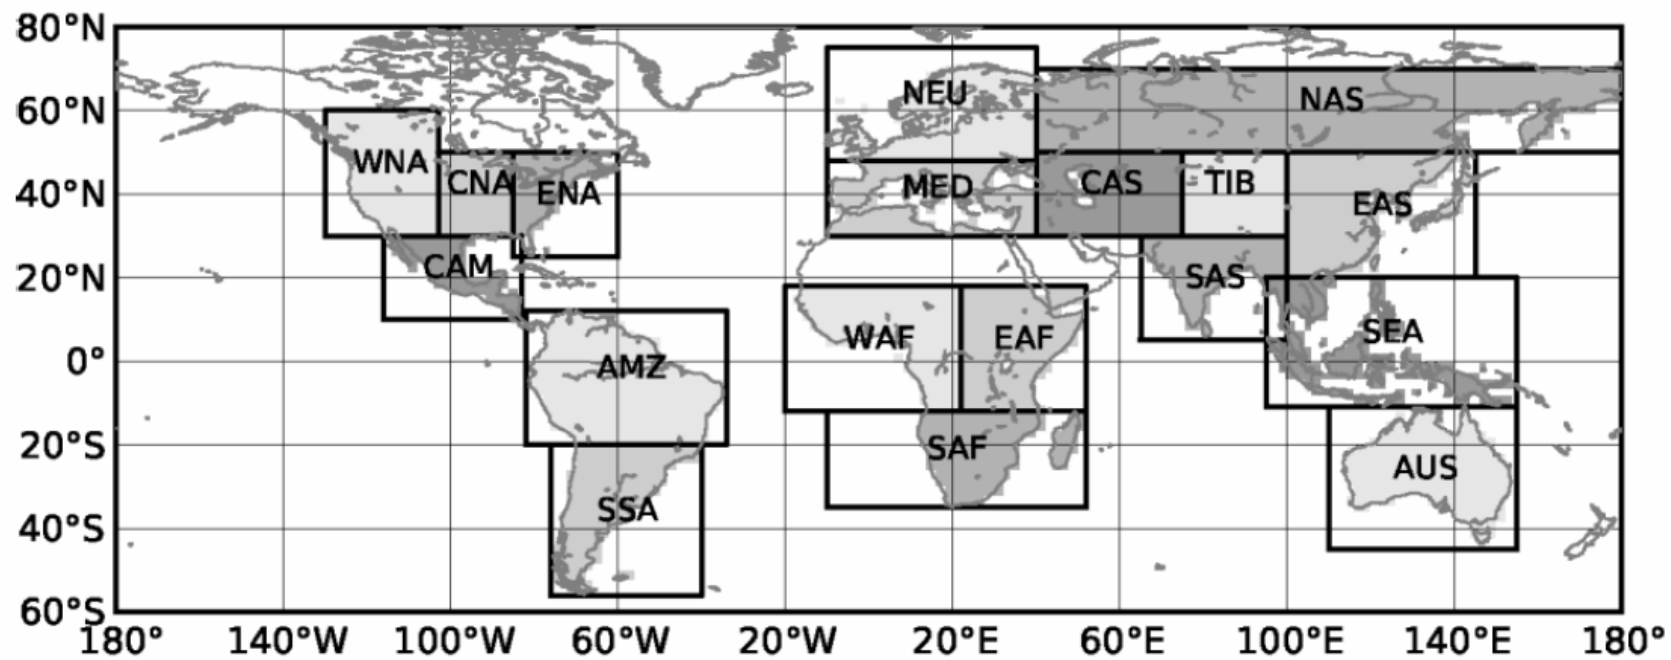 80°N
NEU
NAS
60°N
WNA
CNA
ENA
MED
CAS
TIB
EAS
40°N
CAM
SAS
20°N
WAF
EAF
SEA
0°
AMZ
SAF
20°S
AUS
SSA
40°S
60°S
180° 140°W 100°W 60°W 20°W 20°E 60°E 100°E 140°E 180°